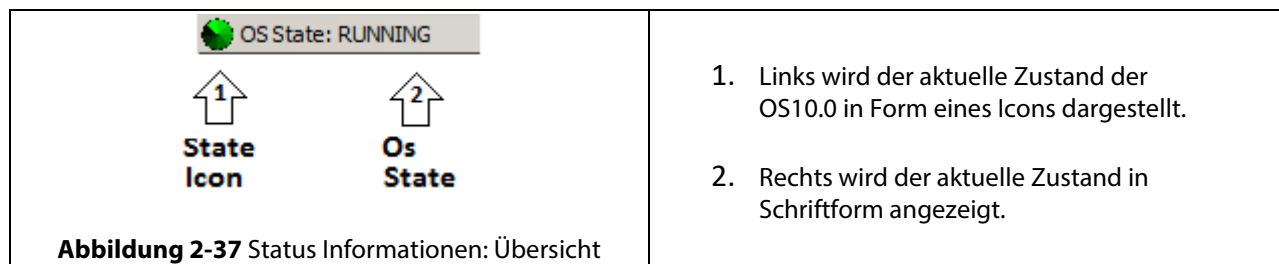 OS State: RUNNING
1 2
State Os
Icon State
Abbildung 2-37 Status Informationen: Übersicht
1. Links wird der aktuelle Zustand der
OS10.0 in Form eines Icons dargestellt.
2. Rechts wird der aktuelle Zustand in
Schriftform angezeigt.